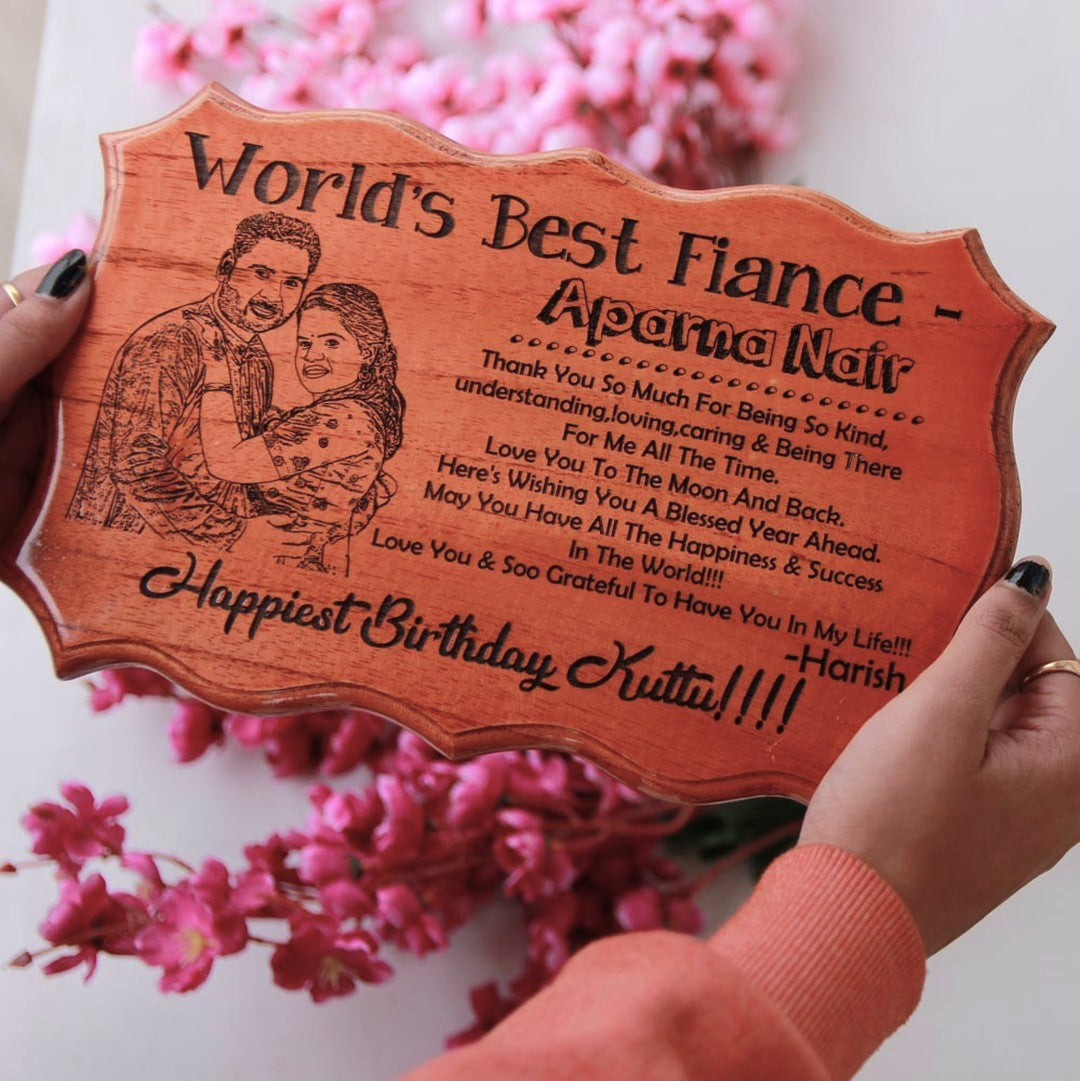 World's Best Fiance -
Aparna Nair
Thank You So Much For Being So Kind,
understanding,loving,caring & Being There
For Me All The Time.
Love You To The Moon And Back.
Here's Wishing You A Blessed Year Ahead.
May You Have All The Happiness & Success
In The World!!!
Love You & Soo Grateful To Have You In My Life!!!
-Harish
Happiest Birthday Kuttu!!!!